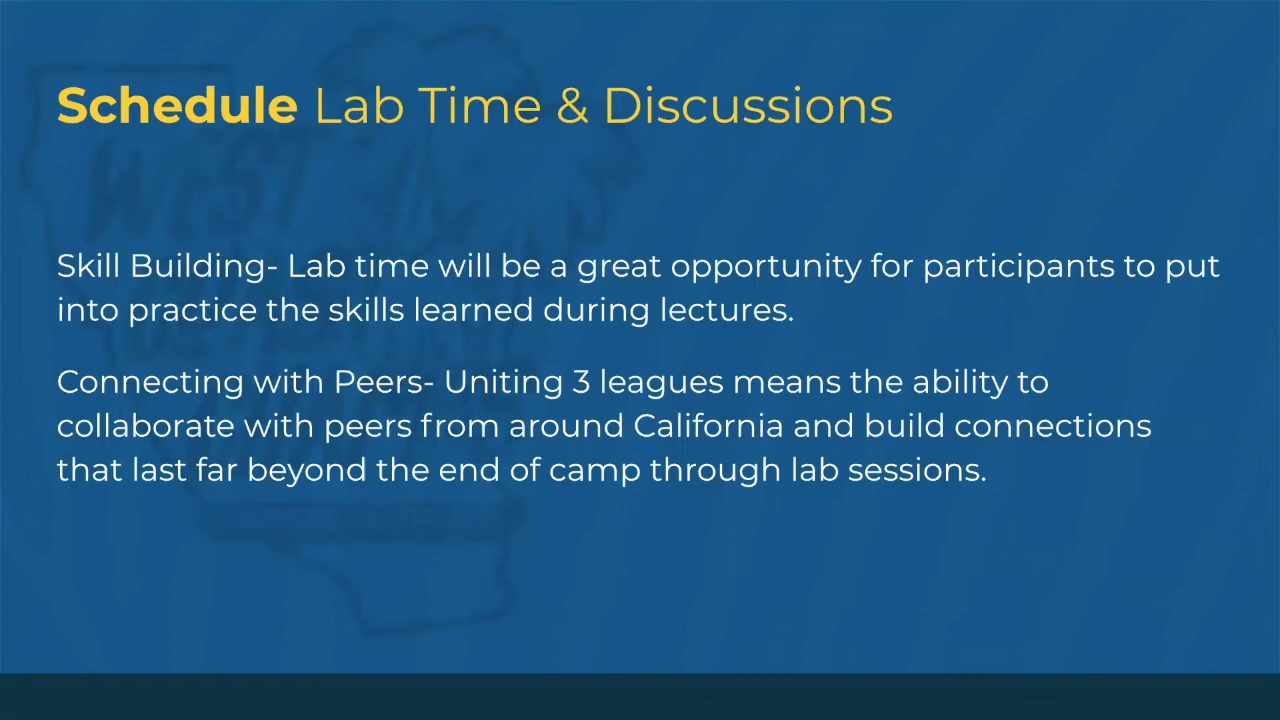 Schedule Lab Time & Discussions
Skill Building- Lab time will be a great opportunity for participants to put
into practice the skills learned during lectures.
Connecting with Peers- Uniting 3 leagues means the ability to
collaborate with peers from around California and build connections
that last far beyond the end of camp through lab sessions.
WEST